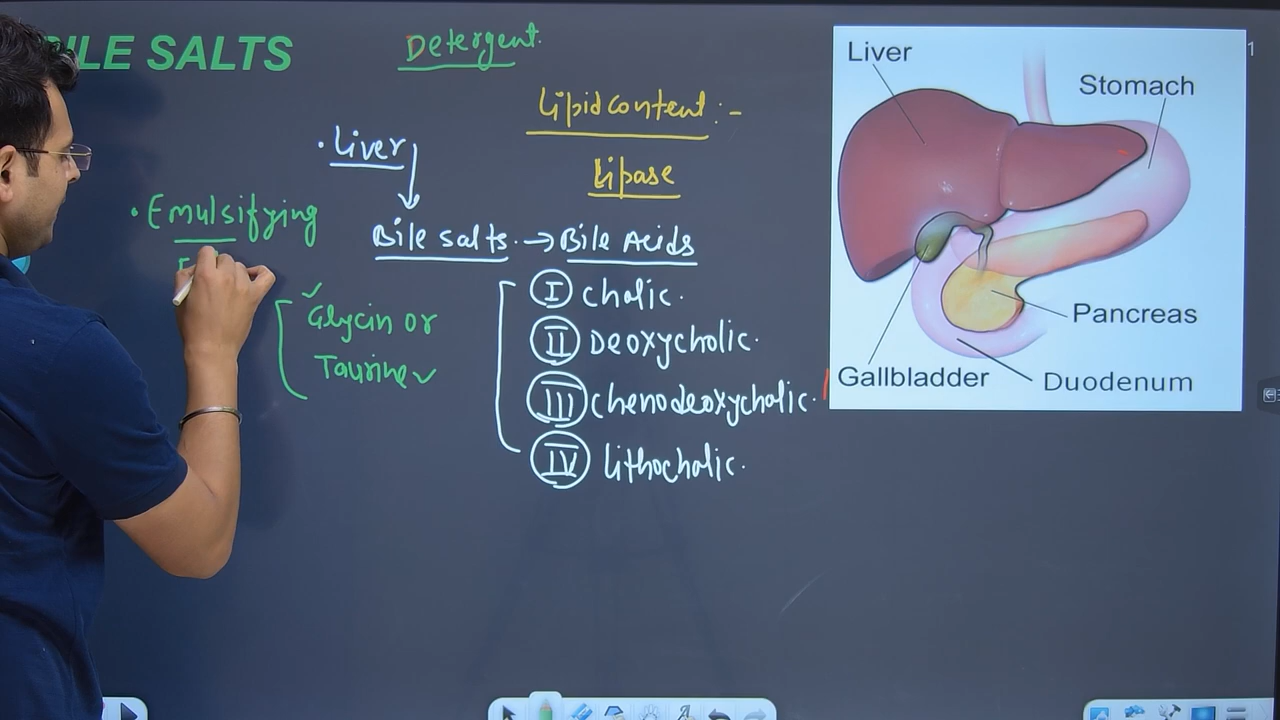 BILE SALTS
Detergent.
Lipid content:-
Lipase
• Liver
Bile Salts. → Bile Acids
I Cholic.
II Deoxycholic.
III Chenodeoxycholic.
IV Lithocholic.
• Emulsifying
Glycin or
Taurine
Liver
Stomach
Pancreas
Gallbladder
Duodenum
1